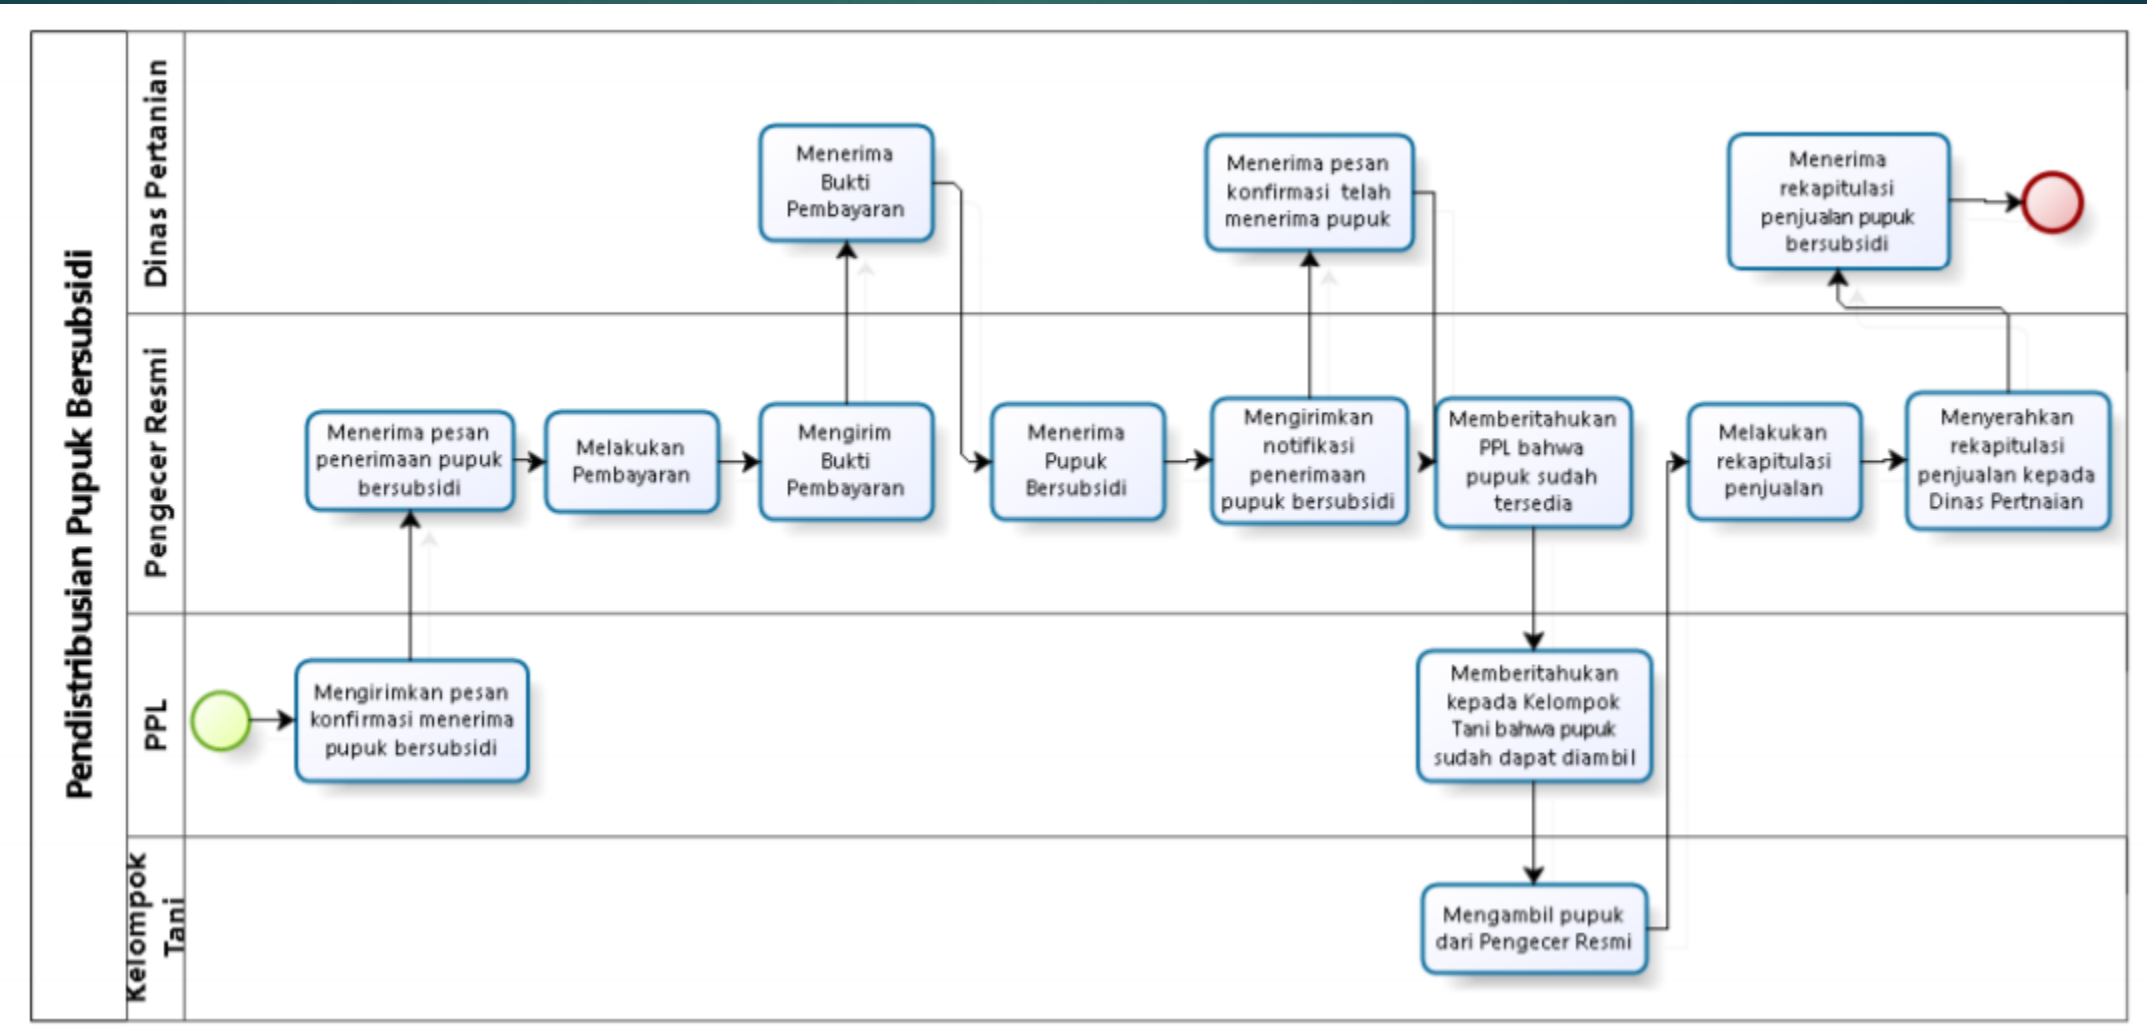 Pendistribusian Pupuk Bersubsidi
Dinas Pertanian
Menerima
Bukti
Pembayaran
Menerima pesan
konfirmasi telah
menerima pupuk
Menerima
rekapitulasi
penjualan pupuk
bersubsidi
Pengecer Resmi
Menerima pesan
penerimaan pupuk
bersubsidi
Melakukan
Pembayaran
Mengirim
Bukti
Pembayaran
Menerima
Pupuk
Bersubsidi
Mengirimkan
notifikasi
penerimaan
pupuk bersubsidi
Memberitahukan
PPL bahwa
pupuk sudah
tersedia
Melakukan
rekapitulasi
penjualan
Menyerahkan
rekapitulasi
penjualan kepada
Dinas Pertnaian
PPL
Mengirimkan pesan
konfirmasi menerima
pupuk bersubsidi
Memberitahukan
kepada Kelompok
Tani bahwa pupuk
sudah dapat diambil
Kelompok
Tani
Mengambil pupuk
dari Pengecer Resmi